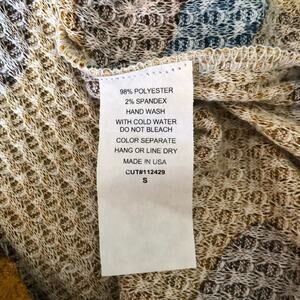 98% POLYESTER
2% SPANDEX
HAND WASH
WITH COLD WATER
DO NOT BLEACH
COLOR SEPARATE
HANG OR LINE DRY
MADE IN USA
CUT#112429
S